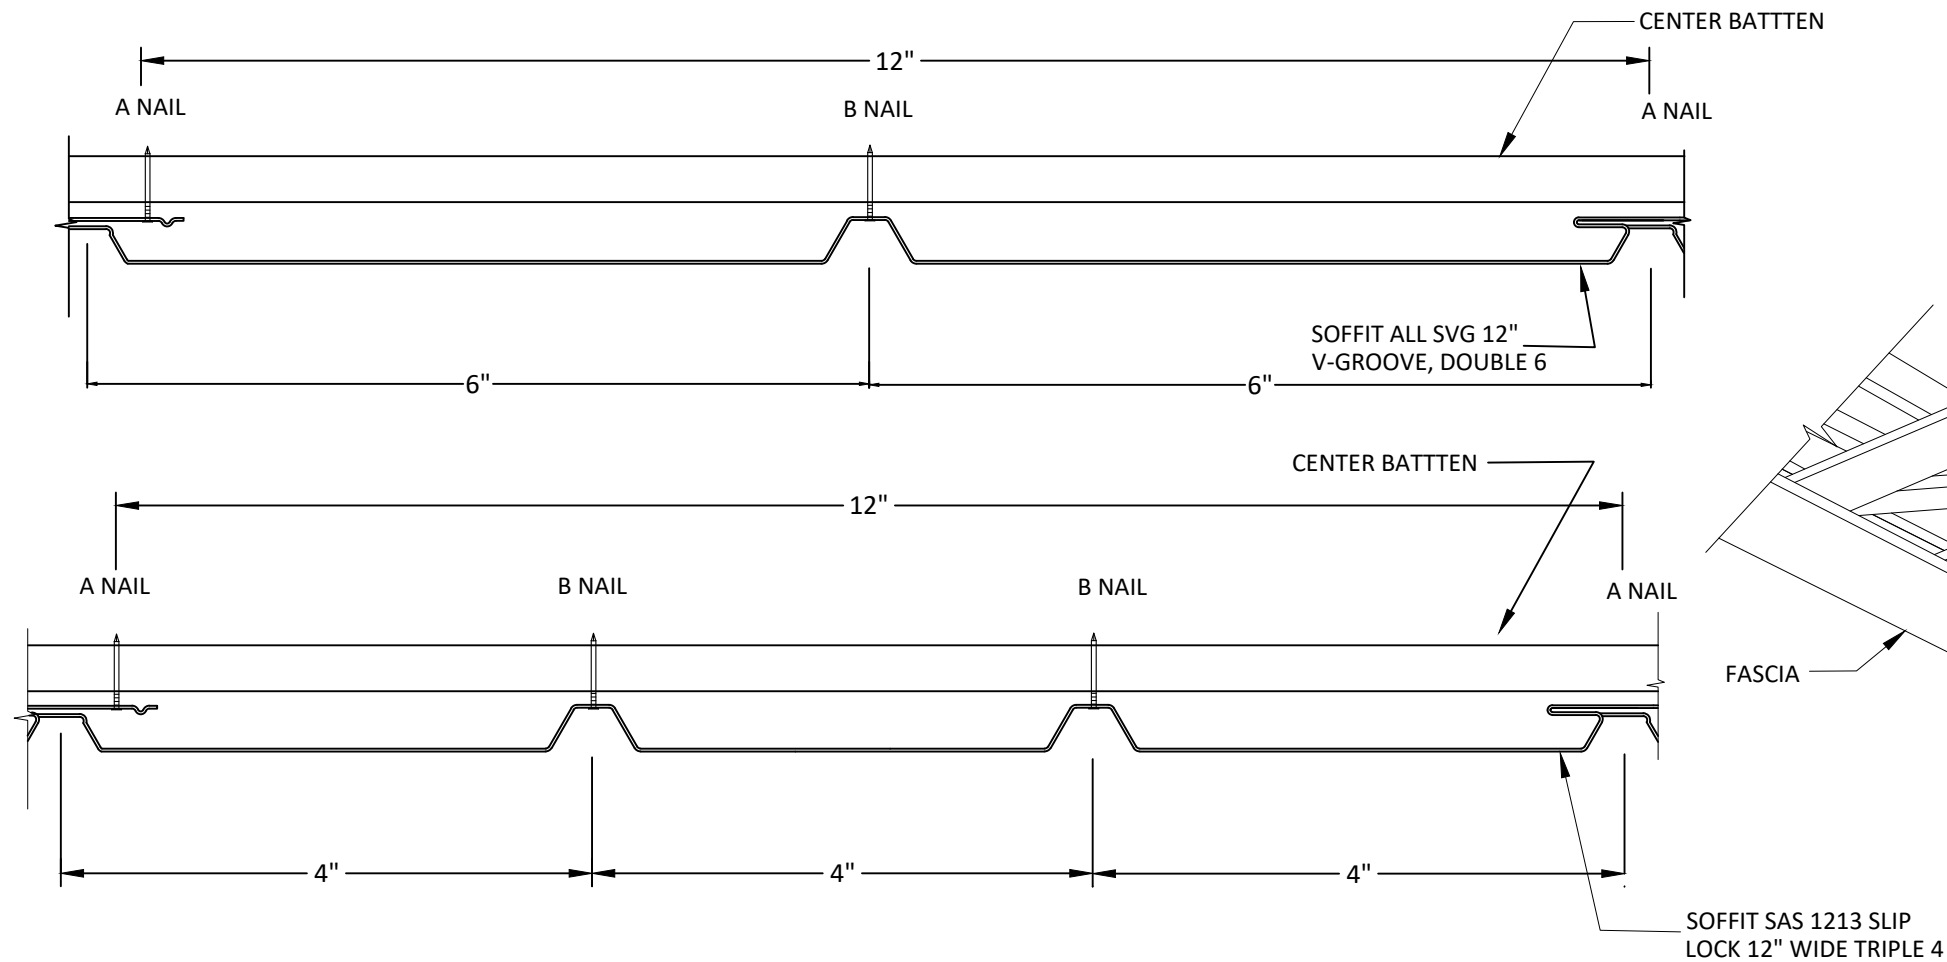 CENTER BATTTEN
12"
A NAIL
B NAIL
A NAIL
SOFFIT ALL SVG 12"
V-GROOVE, DOUBLE 6
6"
6"
CENTER BATTTEN
12"
A NAIL
B NAIL
B NAIL
A NAIL
FASCIA
4"
4"
4"
SOFFIT SAS 1213 SLIP
LOCK 12" WIDE TRIPLE 4